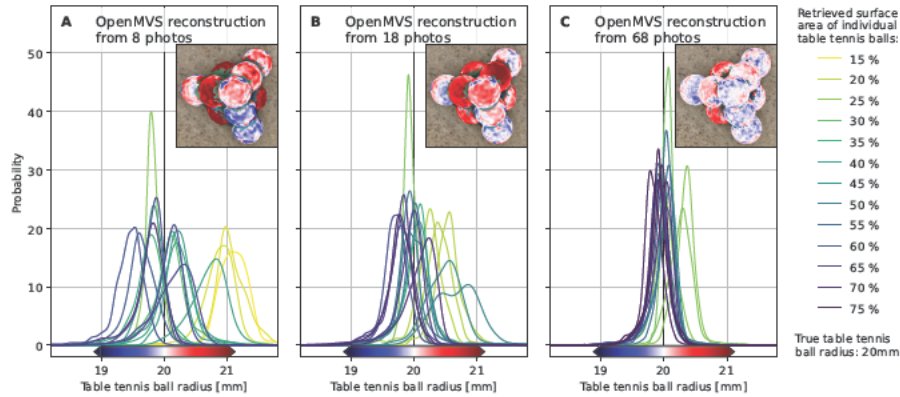 A OpenMVS reconstruction
from 8 photos
B OpenMVS reconstruction
from 18 photos
C OpenMVS reconstruction
from 68 photos
Retrieved surface
area of individual
table tennis balls:
15 %
20 %
25 %
30 %
35 %
40 %
45 %
50 %
55 %
60 %
65 %
70 %
75 %
True table tennis
ball radius: 20mm
Probability
50
40
30
20
10
0
19 20 21
19 20 21
19 20 21
Table tennis ball radius [mm]
Table tennis ball radius [mm]
Table tennis ball radius [mm]